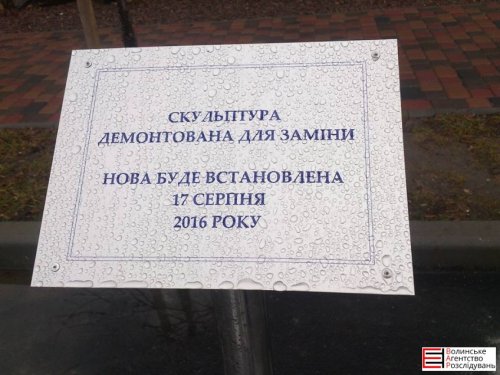 СКУЛЬПТУРА
ДЕМОНТОВАНА ДЛЯ ЗАМІНИ
НОВА БУДЕ ВСТАНОВЛЕНА
17 СЕРПНЯ
2016 РОКУ
Волинське
Агентство
Розслідувань